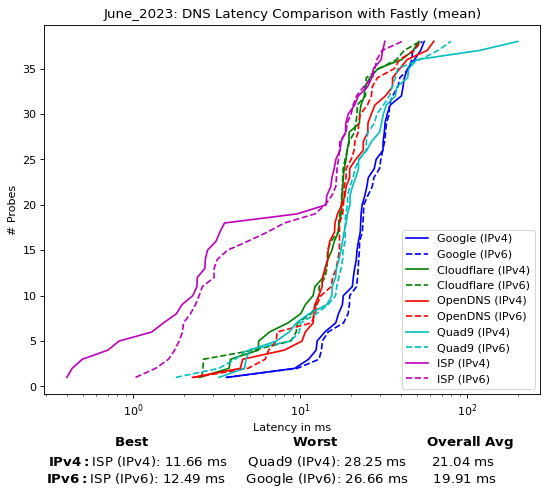 June_2023: DNS Latency Comparison with Fastly (mean)
# Probes
35
30
25
20
15
10
5
0
Google (IPv4)
Google (IPv6)
Cloudflare (IPv4)
Cloudflare (IPv6)
OpenDNS (IPv4)
OpenDNS (IPv6)
Quad9 (IPv4)
Quad9 (IPv6)
ISP (IPv4)
ISP (IPv6)
10⁰ 10¹ 10²
Latency in ms
Best Worst Overall Avg
IPv4: ISP (IPv4): 11.66 ms Quad9 (IPv4): 28.25 ms 21.04 ms
IPv6: ISP (IPv6): 12.49 ms Google (IPv6): 26.66 ms 19.91 ms